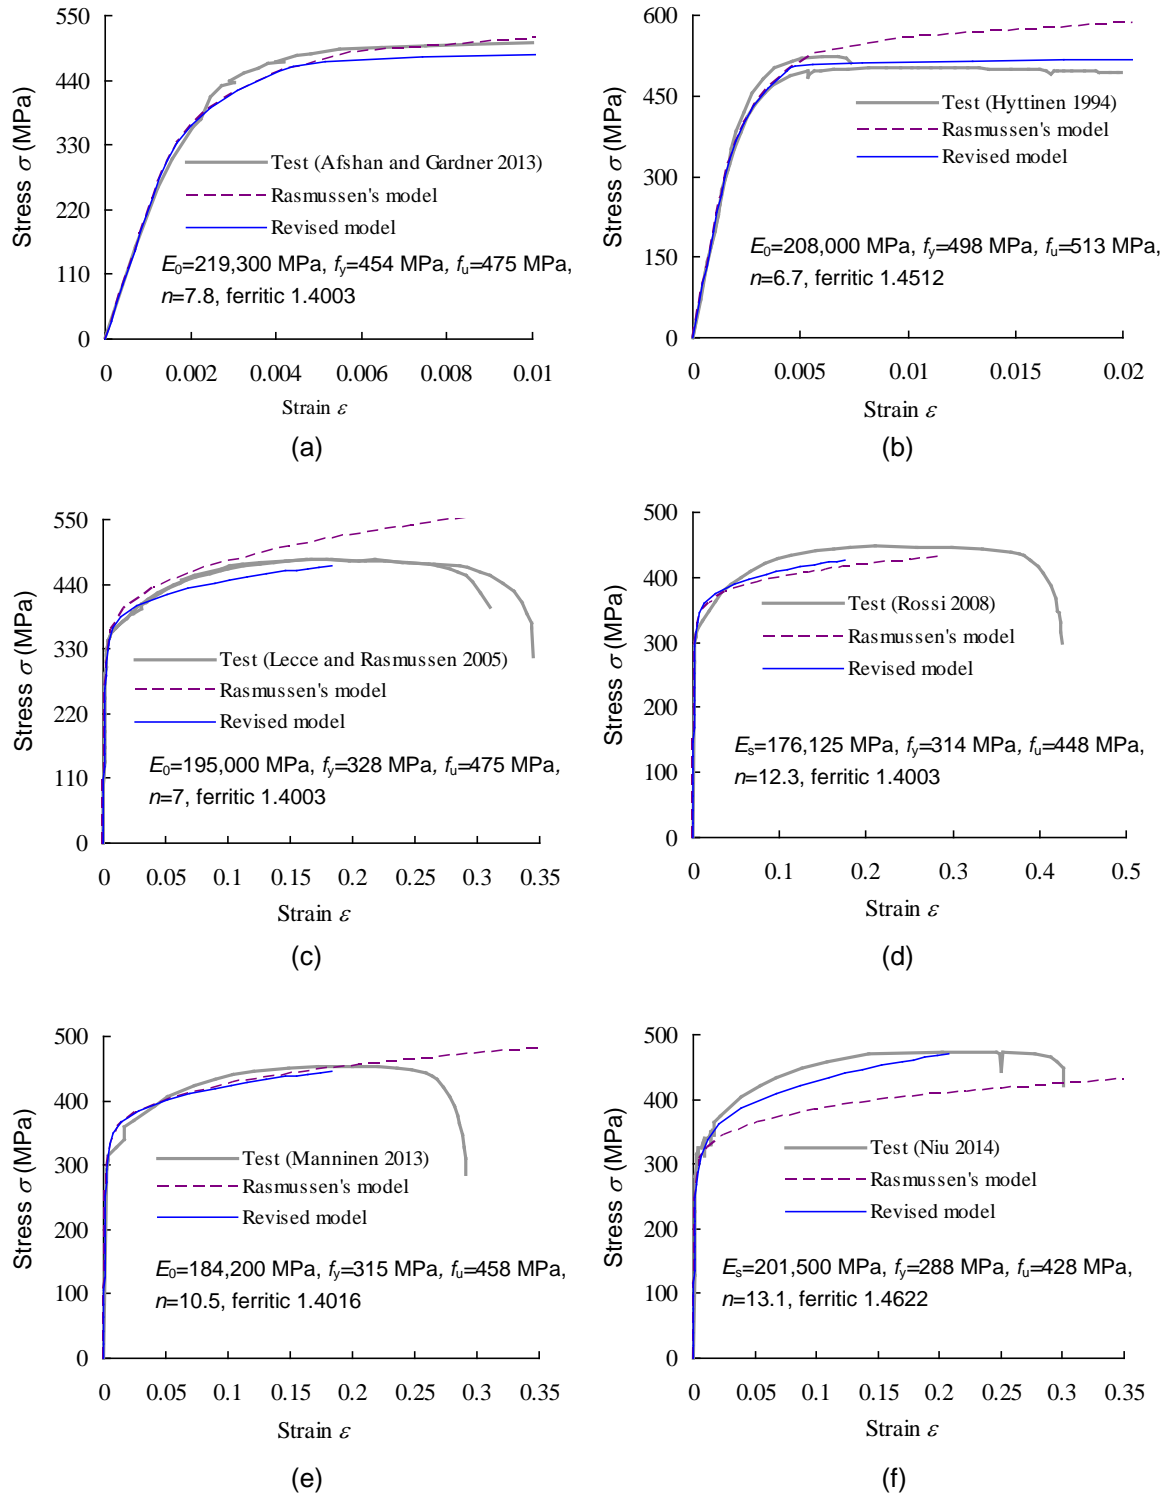 550
440
330
220
110
0
Stress σ (MPa)
Test (Afshan and Gardner 2013)
Rasmussen's model
Revised model
E0=219,300 MPa, fy=454 MPa, fu=475 MPa,
n=7.8, ferritic 1.4003
0 0.002 0.004 0.006 0.008 0.01
Strain ε
(a)
600
450
300
150
0
Stress σ (MPa)
Test (Hyttinen 1994)
Rasmussen's model
Revised model
E0=208,000 MPa, fy=498 MPa, fu=513 MPa,
n=6.7, ferritic 1.4512
0 0.005 0.01 0.015 0.02
Strain ε
(b)
550
440
330
220
110
0
Stress σ (MPa)
Test (Lecce and Rasmussen 2005)
Rasmussen's model
Revised model
E0=195,000 MPa, fy=328 MPa, fu=475 MPa,
n=7, ferritic 1.4003
0 0.05 0.1 0.15 0.2 0.25 0.3 0.35
Strain ε
(c)
500
400
300
200
100
0
Stress σ (MPa)
Test (Rossi 2008)
Rasmussen's model
Revised model
Es=176,125 MPa, fy=314 MPa, fu=448 MPa,
n=12.3, ferritic 1.4003
0 0.1 0.2 0.3 0.4 0.5
Strain ε
(d)
500
400
300
200
100
0
Stress σ (MPa)
Test (Manninen 2013)
Rasmussen's model
Revised model
E0=184,200 MPa, fy=315 MPa, fu=458 MPa,
n=10.5, ferritic 1.4016
0 0.05 0.1 0.15 0.2 0.25 0.3 0.35
Strain ε
(e)
500
400
300
200
100
0
Stress σ (MPa)
Test (Niu 2014)
Rasmussen's model
Revised model
Es=201,500 MPa, fy=288 MPa, fu=428 MPa,
n=13.1, ferritic 1.4622
0 0.05 0.1 0.15 0.2 0.25 0.3 0.35
Strain ε
(f)